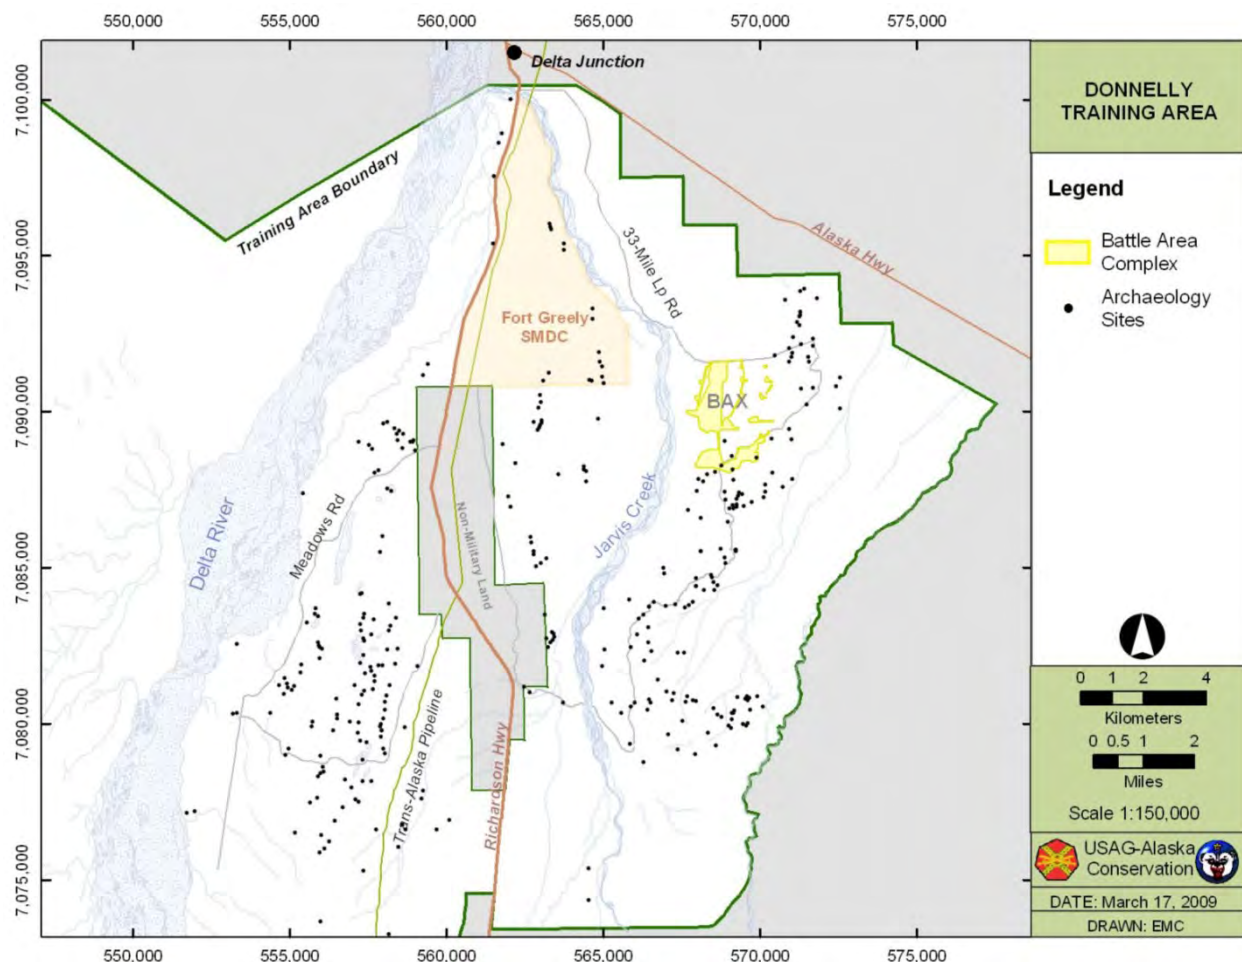 550,000
555,000
560,000
565,000
570,000
575,000
7,100,000
7,095,000
7,090,000
7,085,000
7,080,000
7,075,000
Delta Junction
Training Area Boundary
Alaska Hwy
33-Mile Lp Rd
Fort Greely
SMDC
BAX
Delta River
Meadows Rd
Non-Military Land
Jarvis Creek
Trans-Alaska Pipeline
Richardson Hwy
550,000
555,000
560,000
565,000
570,000
575,000
DONNELLY
TRAINING AREA
Legend
Battle Area
Complex
Archaeology
Sites
0 1 2 4
Kilometers
0 0.5 1 2
Miles
Scale 1:150,000
USAG-Alaska
Conservation
DATE: March 17, 2009
DRAWN: EMC